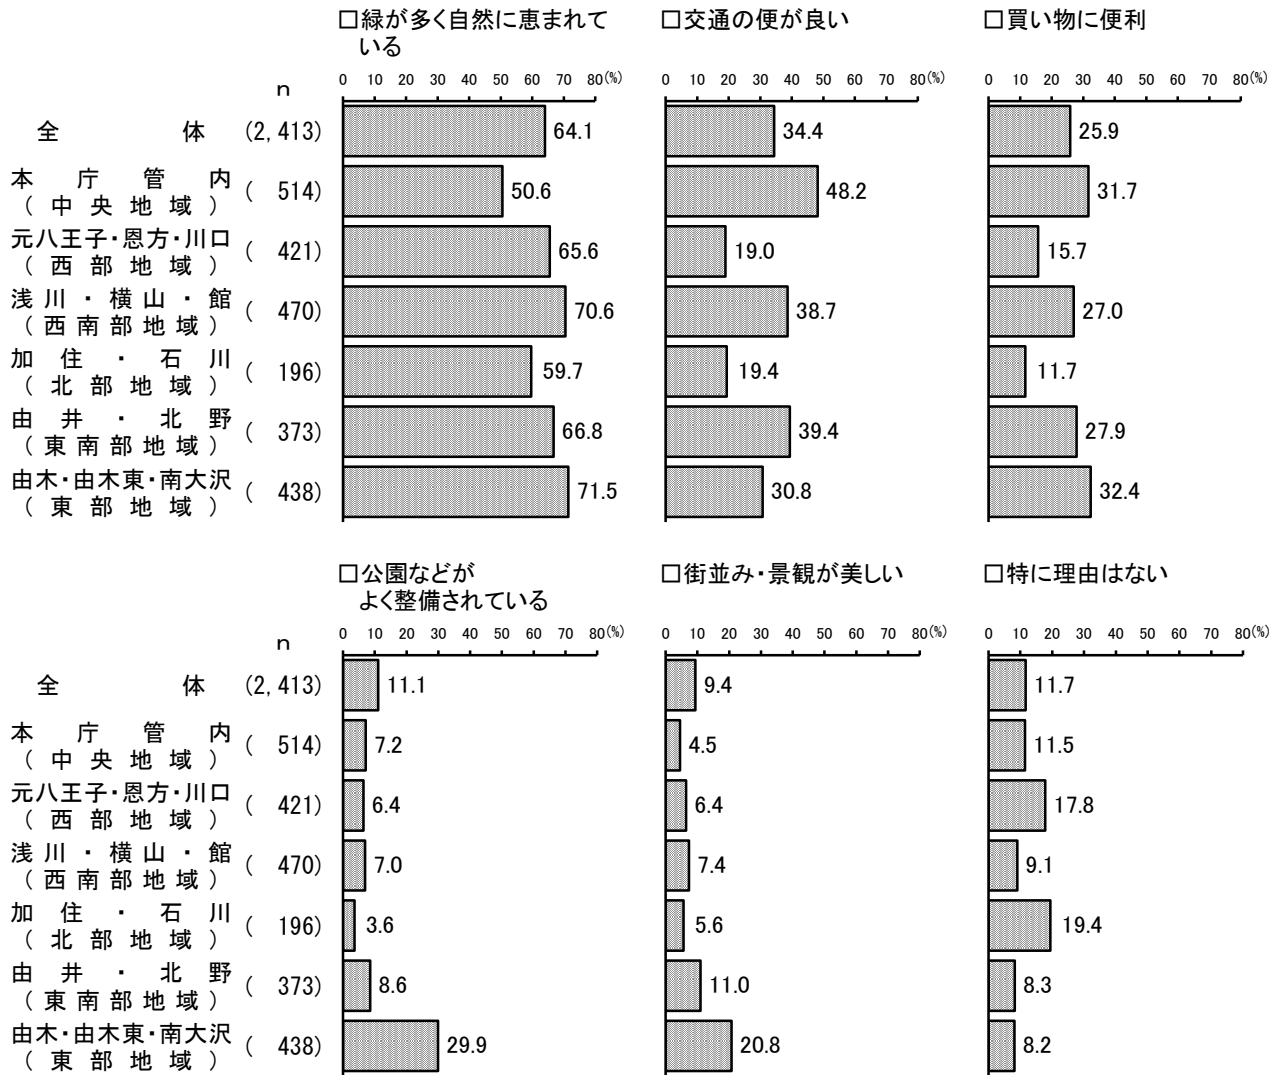 □緑が多く自然に恵まれて
いる
□交通の便が良い
□買い物に便利
n
0 10 20 30 40 50 60 70 80(%)
0 10 20 30 40 50 60 70 80(%)
0 10 20 30 40 50 60 70 80(%)
全体 (2,413) 64.1 34.4 25.9
本庁管内
(中央地域) ( 514) 50.6 48.2 31.7
元八王子・恩方・川口
(西部地域) ( 421) 65.6 19.0 15.7
浅川・横山・館
(西南部地域) ( 470) 70.6 38.7 27.0
加住・石川
(北部地域) ( 196) 59.7 19.4 11.7
由井・北野
(東南部地域) ( 373) 66.8 39.4 27.9
由木・由木東・南大沢
(東部地域) ( 438) 71.5 30.8 32.4
□公園などが
よく整備されている
□街並み・景観が美しい
□特に理由はない
n
0 10 20 30 40 50 60 70 80(%)
0 10 20 30 40 50 60 70 80(%)
0 10 20 30 40 50 60 70 80(%)
全体 (2,413) 11.1 9.4 11.7
本庁管内
(中央地域) ( 514) 7.2 4.5 11.5
元八王子・恩方・川口
(西部地域) ( 421) 6.4 6.4 17.8
浅川・横山・館
(西南部地域) ( 470) 7.0 7.4 9.1
加住・石川
(北部地域) ( 196) 3.6 5.6 19.4
由井・北野
(東南部地域) ( 373) 8.6 11.0 8.3
由木・由木東・南大沢
(東部地域) ( 438) 29.9 20.8 8.2